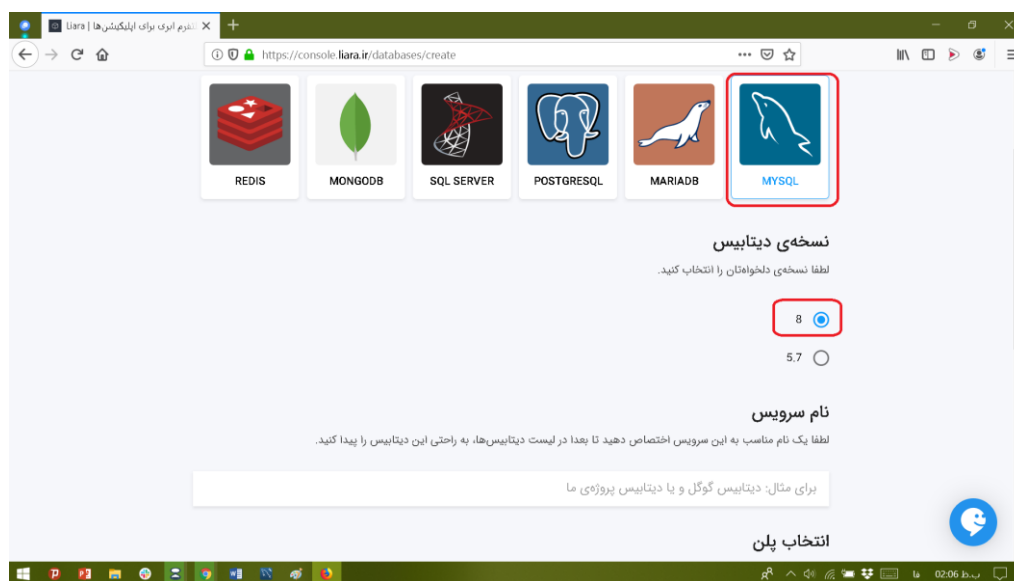 پلتفرم ابری برای اپلیکیشن‌ها | Liara
https://console.liara.ir/databases/create
REDIS
MONGODB
SQL SERVER
POSTGRESQL
MARIADB
MYSQL
نسخه‌ی دیتابیس
لطفا نسخه‌ی دلخواه‌تان را انتخاب کنید.
8
5.7
نام سرویس
لطفا یک نام مناسب به این سرویس اختصاص دهید تا بعدا در لیست دیتابیس‌ها، به راحتی این دیتابیس را پیدا کنید.
برای مثال: دیتابیس گوگل و یا دیتابیس پروژه‌ی ما
انتخاب پلن
فا
02:06 ب.ظ